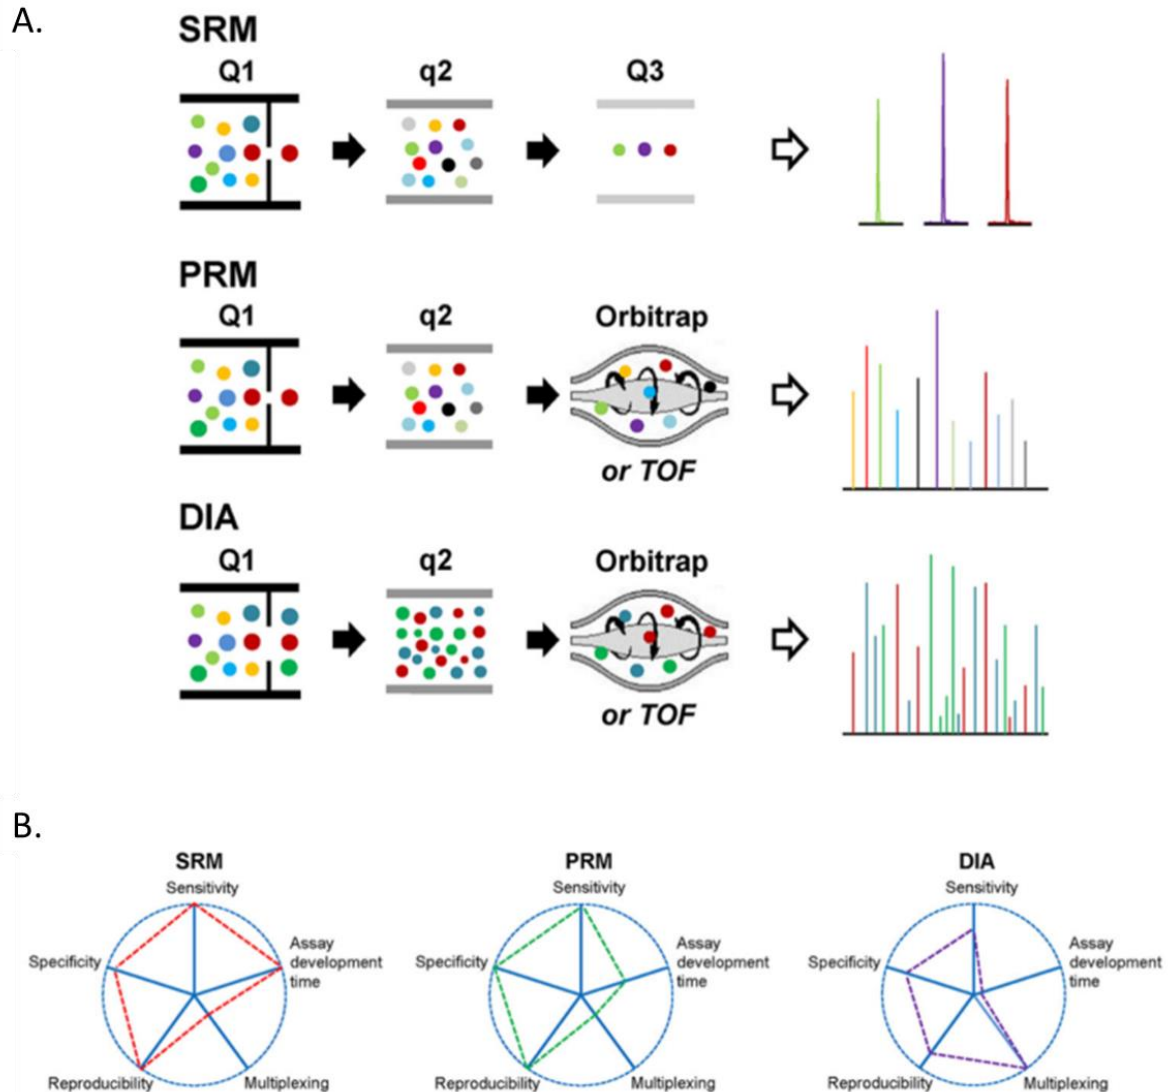 A.
SRM
Q1 q2 Q3
PRM
Q1 q2 Orbitrap
or TOF
DIA
Q1 q2 Orbitrap
or TOF
B.
SRM
Sensitivity
Assay
development
time
Specificity
Reproducibility
Multiplexing
PRM
Sensitivity
Assay
development
time
Specificity
Reproducibility
Multiplexing
DIA
Sensitivity
Assay
development
time
Specificity
Reproducibility
Multiplexing